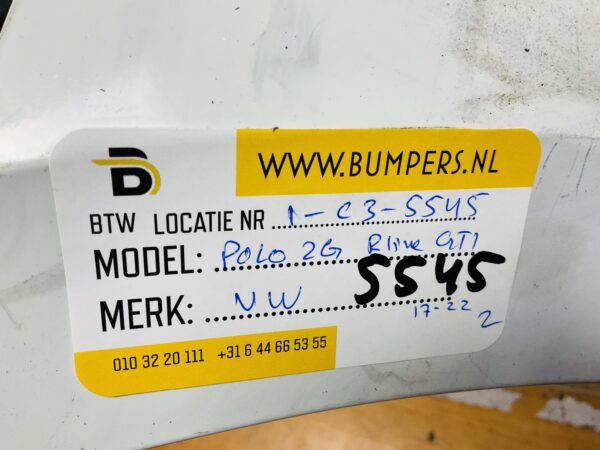 WWW.BUMPERS.NL
BTW LOCATIE NR 1-C3-5545
MODEL: POLO 2G Rline GTI
MERK: VW 5545
17-22 2
010 32 20 111 +31 6 44 66 53 55